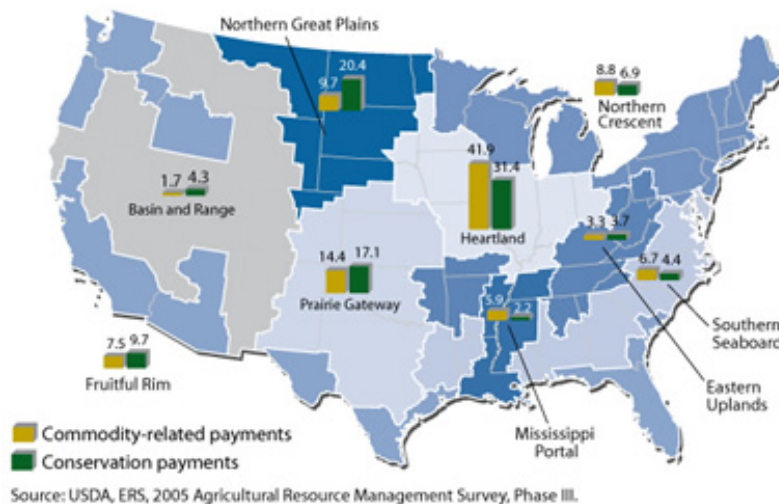 Northern Great Plains
9.7 20.4
8.8 6.9
Northern
Crescent
41.9
31.4
Heartland
1.7 4.3
Basin and Range
3.3 3.7
14.4 17.1
Prairie Gateway
6.7 4.4
5.9 2.2
Southern
Seaboard
7.5 9.7
Fruitful Rim
Eastern
Uplands
Mississippi
Portal
Commodity-related payments
Conservation payments
Source: USDA, ERS, 2005 Agricultural Resource Management Survey, Phase III.